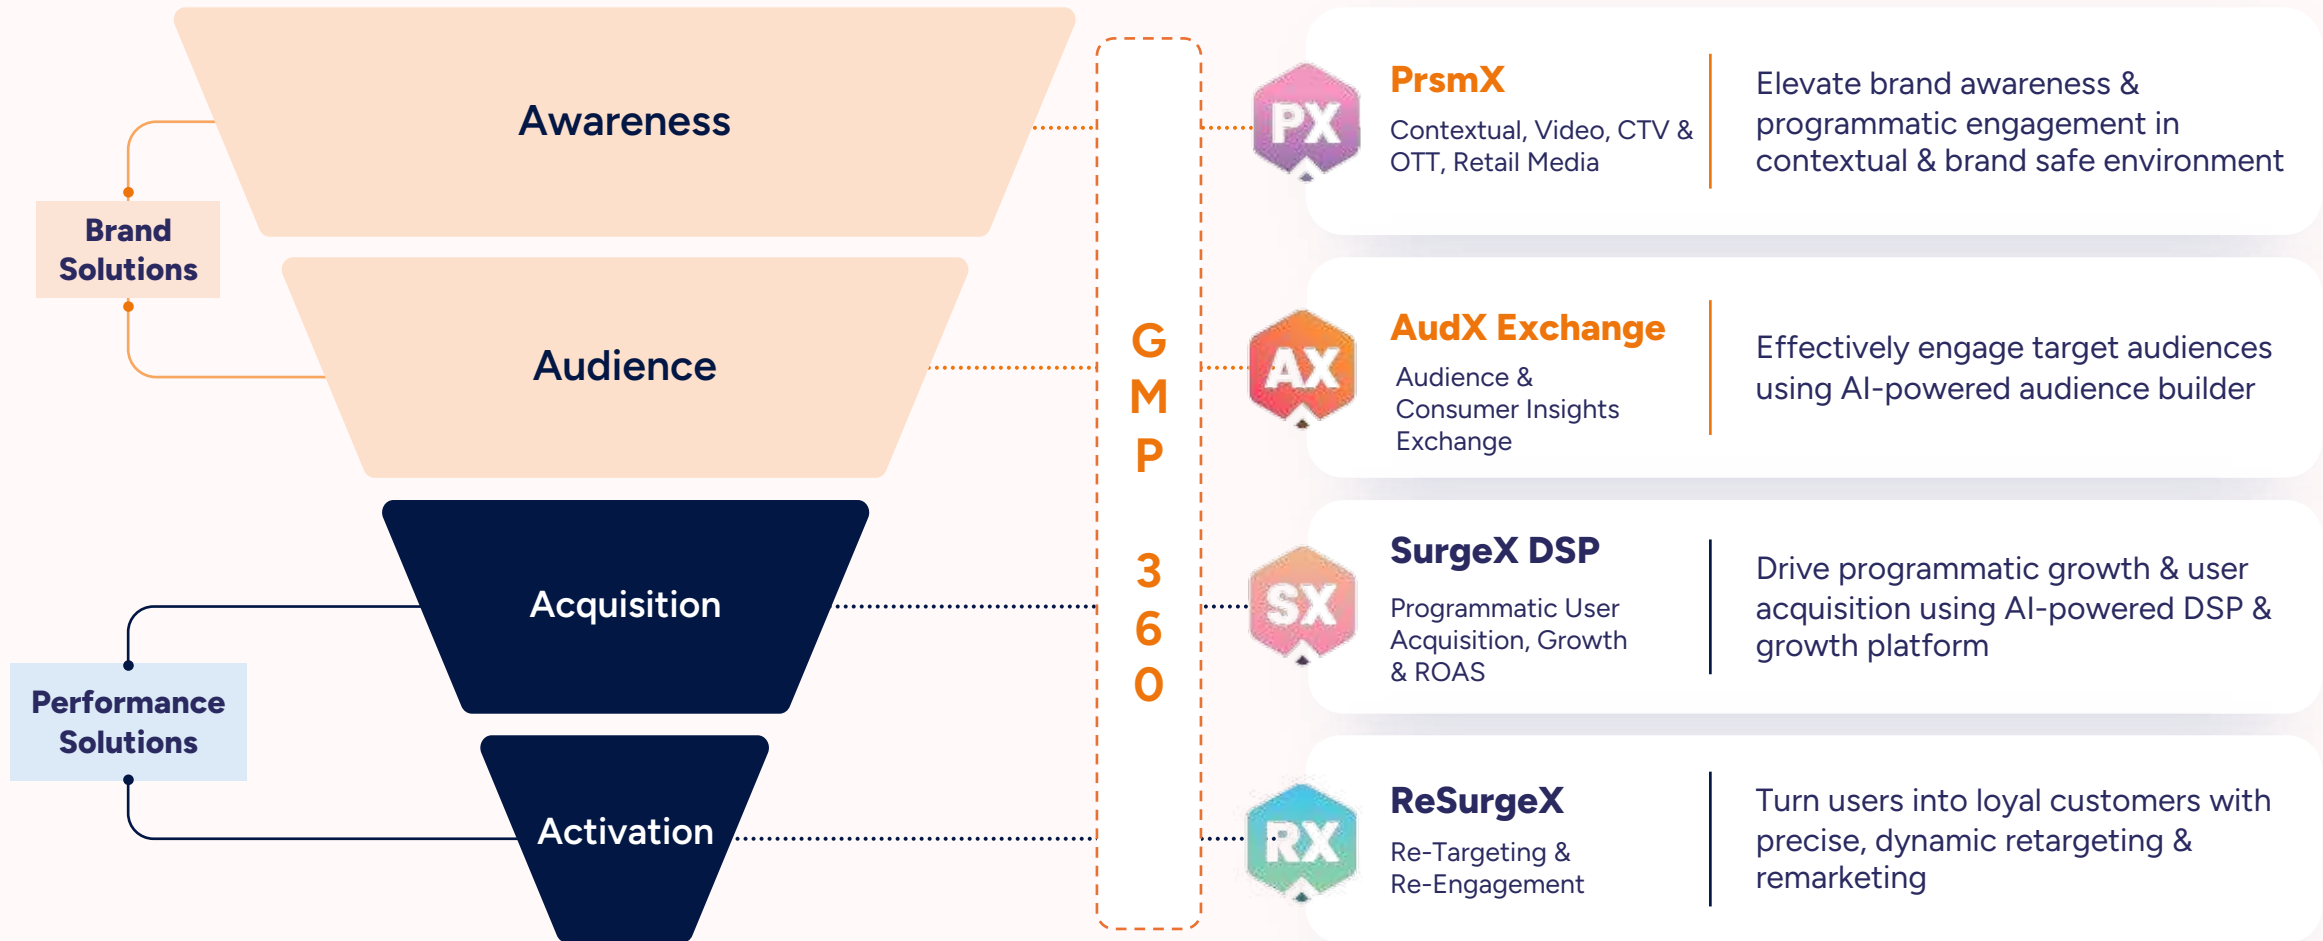 Awareness
Audience
Acquisition
Activation
Brand
Solutions
Performance
Solutions
G
M
P
3
6
0
PX
PrsmX
Contextual, Video, CTV &
OTT, Retail Media
Elevate brand awareness &
programmatic engagement in
contextual & brand safe environment
AX
AudX Exchange
Audience &
Consumer Insights
Exchange
Effectively engage target audiences
using AI-powered audience builder
SX
SurgeX DSP
Programmatic User
Acquisition, Growth
& ROAS
Drive programmatic growth & user
acquisition using AI-powered DSP &
growth platform
RX
ReSurgeX
Re-Targeting &
Re-Engagement
Turn users into loyal customers with
precise, dynamic retargeting &
remarketing